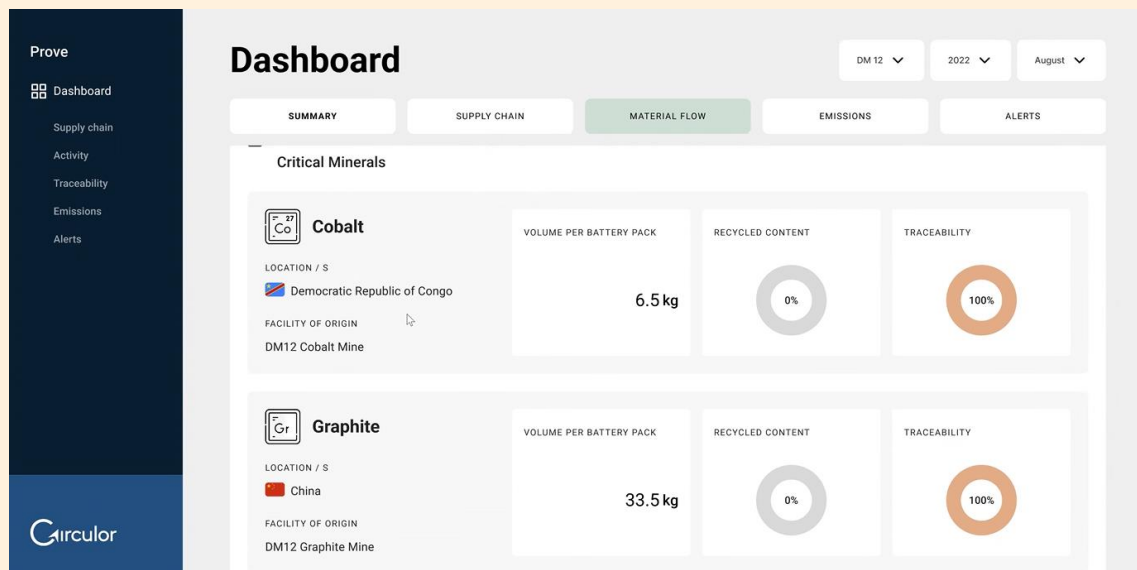 Prove
Dashboard
Supply chain
Activity
Traceability
Emissions
Alerts
Circulor
Dashboard
DM 12
2022
August
SUMMARY
SUPPLY CHAIN
MATERIAL FLOW
EMISSIONS
ALERTS
Critical Minerals
27
Co
Cobalt
LOCATION / S
Democratic Republic of Congo
FACILITY OF ORIGIN
DM12 Cobalt Mine
VOLUME PER BATTERY PACK
6.5 kg
RECYCLED CONTENT
0%
TRACEABILITY
100%
Gr
Graphite
LOCATION / S
China
FACILITY OF ORIGIN
DM12 Graphite Mine
VOLUME PER BATTERY PACK
33.5 kg
RECYCLED CONTENT
0%
TRACEABILITY
100%